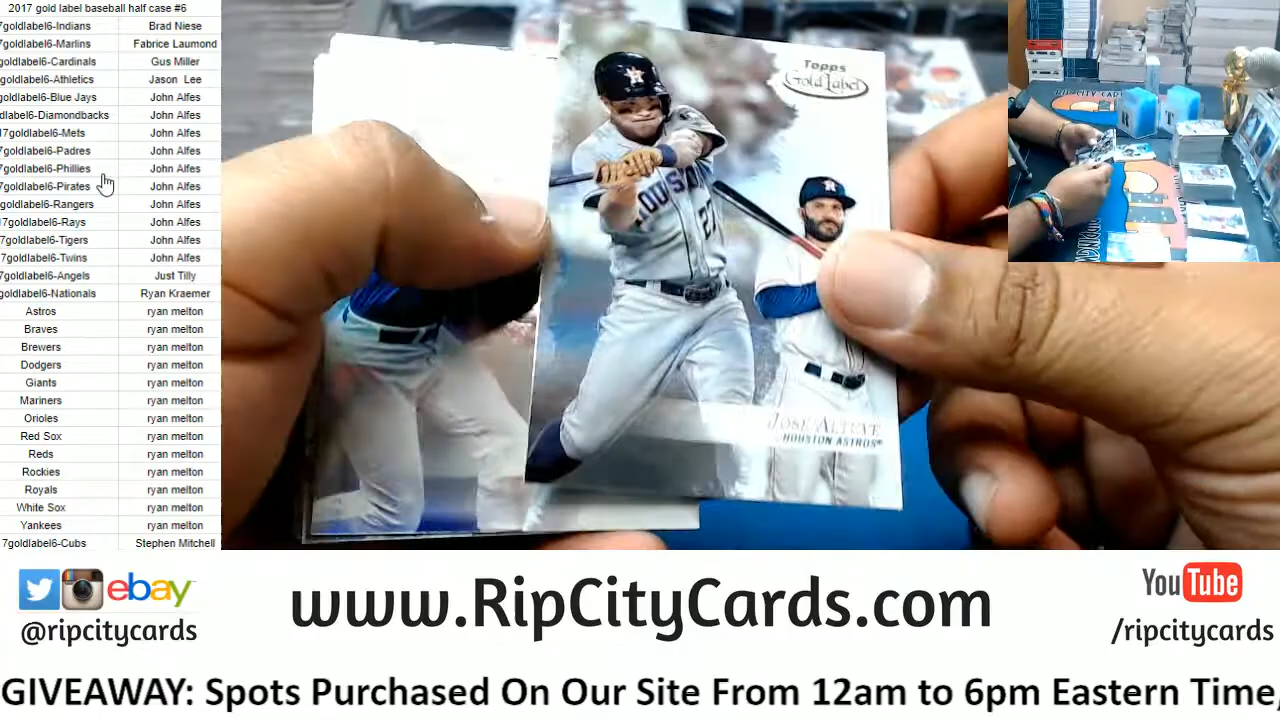 2017 gold label baseball half case #6
7goldlabel6-Indians Brad Niese
7goldlabel6-Marlins Fabrice Laumond
goldlabel6-Cardinals Gus Miller
goldlabel6-Athletics Jason Lee
goldlabel6-Blue Jays John Alfes
dlabel6-Diamondbacks John Alfes
17goldlabel6-Mets John Alfes
7goldlabel6-Padres John Alfes
7goldlabel6-Phillies John Alfes
7goldlabel6-Pirates John Alfes
goldlabel6-Rangers John Alfes
17goldlabel6-Rays John Alfes
7goldlabel6-Tigers John Alfes
7goldlabel6-Twins John Alfes
7goldlabel6-Angels Just Tilly
goldlabel6-Nationals Ryan Kraemer
Astros ryan melton
Braves ryan melton
Brewers ryan melton
Dodgers ryan melton
Giants ryan melton
Mariners ryan melton
Orioles ryan melton
Red Sox ryan melton
Reds ryan melton
Rockies ryan melton
Royals ryan melton
White Sox ryan melton
Yankees ryan melton
7goldlabel6-Cubs Stephen Mitchell
Topps
Gold Label
HOUSTON
27
JOSE ALTUVE
HOUSTON ASTROS®
RIP CITY CARDS
ebay
@ripcitycards
www.RipCityCards.com
YouTube
/ripcitycards
GIVEAWAY: Spots Purchased On Our Site From 12am to 6pm Eastern Time,